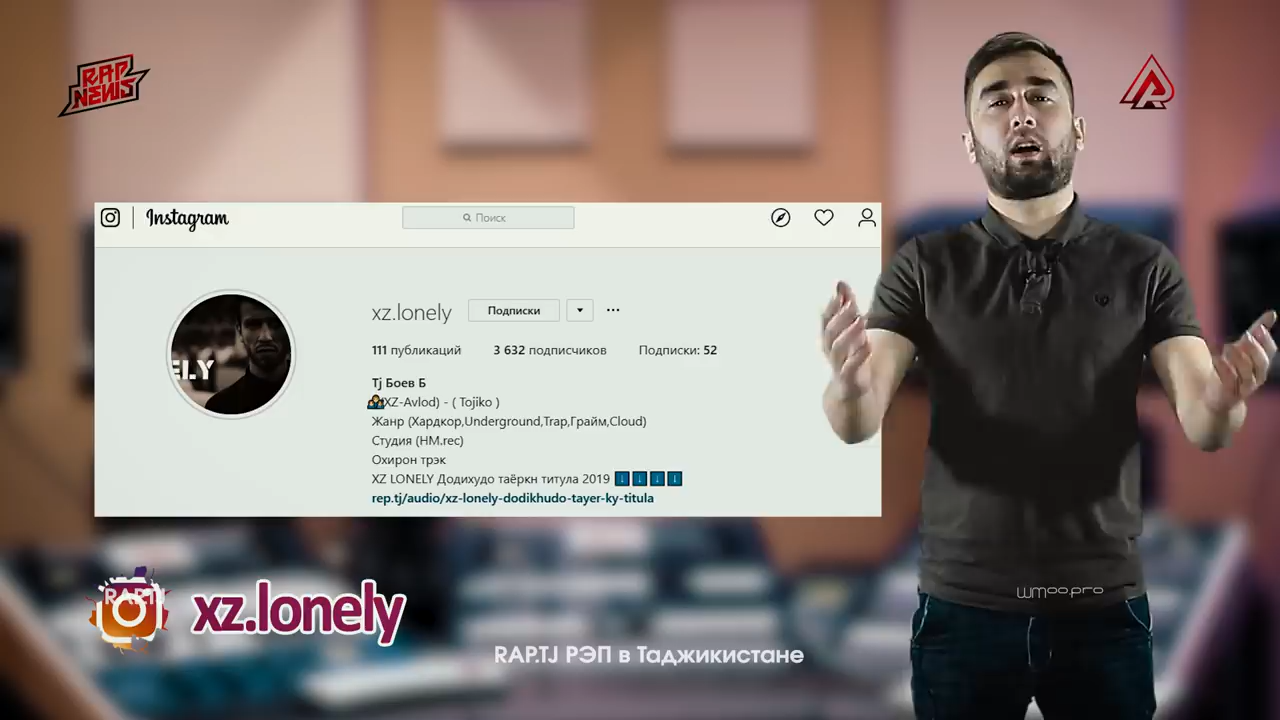 RAP
NEWS
Instagram
Поиск
xz.lonely
Подписки
111 публикаций
3 632 подписчиков
Подписки: 52
ELY
Tj Боев Б
XZ-Avlod) - ( Tojiko )
Жанр (Хардкор,Underground,Trap,Грайм,Cloud)
Студия (HM.rec)
Охирон трэк
XZ LONELY Додихудо таёркн титула 2019
rep.tj/audio/xz-lonely-dodikhudo-tayer-ky-titula
wmoo.pro
RAP.TJ
xz.lonely
RAP.TJ РЭП в Таджикистане